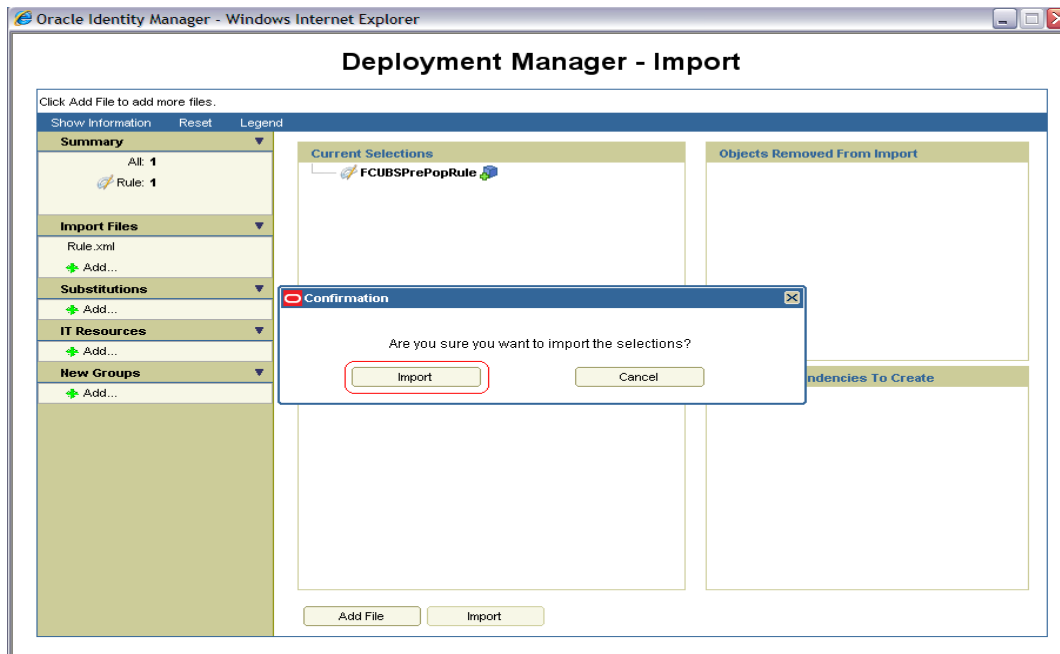 Oracle Identity Manager - Windows Internet Explorer
Deployment Manager - Import
Click Add File to add more files.
Show Information Reset Legend
Summary
All: 1
Rule: 1
Import Files
Rule.xml
Add...
Substitutions
Add...
IT Resources
Add...
New Groups
Add...
Current Selections
FCUBSPrePopRule
Objects Removed From Import
Confirmation
Are you sure you want to import the selections?
Import Cancel
ndencies To Create
Add File Import